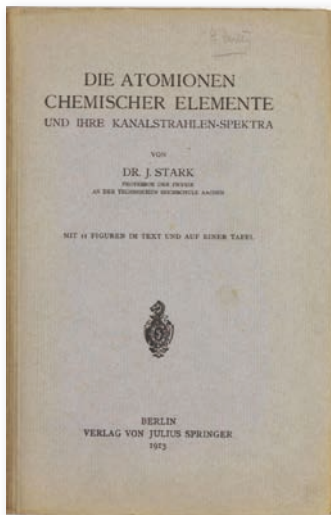 DIE ATOMIONEN
CHEMISCHER ELEMENTE
UND IHRE KANALSTRAHLEN-SPEKTRA
VON
DR. J. STARK
PROFESSOR DER PHYSIK
AN DER TECHNISCHEN HOCHSCHULE AACHEN
MIT 11 FIGUREN IM TEXT UND AUF EINER TAFEL
BERLIN
VERLAG VON JULIUS SPRINGER
1913